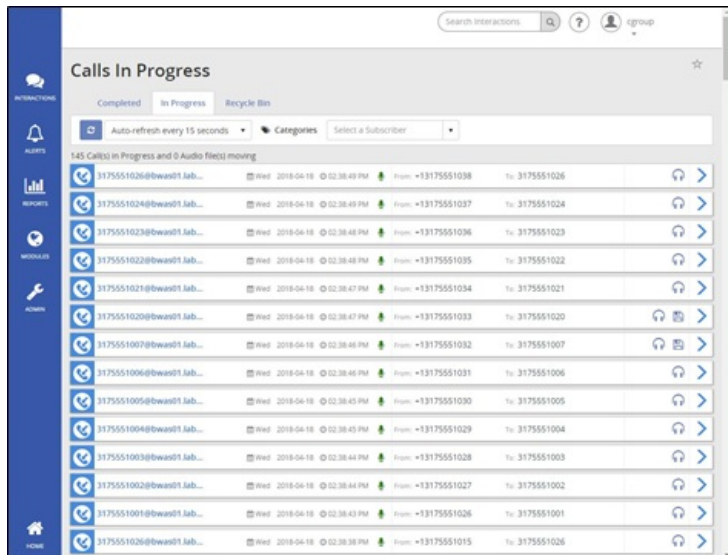 Search Interactions ? cgroup
Calls In Progress
INTERACTIONS
Completed In Progress Recycle Bin
Auto-refresh every 15 seconds Categories Select a Subscriber
ALERTS
145 Call(s) in Progress and 0 Audio file(s) moving
3175551026@bwas01.lab... Wed 2018-04-18 02:38:49 PM From: +13175551038 To: 3175551026
REPORTS
3175551024@bwas01.lab... Wed 2018-04-18 02:38:49 PM From: +13175551037 To: 3175551024
3175551023@bwas01.lab... Wed 2018-04-18 02:38:48 PM From: +13175551036 To: 3175551023
MODULES
3175551022@bwas01.lab... Wed 2018-04-18 02:38:48 PM From: +13175551035 To: 3175551022
3175551021@bwas01.lab... Wed 2018-04-18 02:38:47 PM From: +13175551034 To: 3175551021
ADMIN
3175551020@bwas01.lab... Wed 2018-04-18 02:38:47 PM From: +13175551033 To: 3175551020
3175551007@bwas01.lab... Wed 2018-04-18 02:38:46 PM From: +13175551032 To: 3175551007
3175551006@bwas01.lab... Wed 2018-04-18 02:38:46 PM From: +13175551031 To: 3175551006
3175551005@bwas01.lab... Wed 2018-04-18 02:38:45 PM From: +13175551030 To: 3175551005
3175551004@bwas01.lab... Wed 2018-04-18 02:38:45 PM From: +13175551029 To: 3175551004
3175551003@bwas01.lab... Wed 2018-04-18 02:38:44 PM From: +13175551028 To: 3175551003
3175551002@bwas01.lab... Wed 2018-04-18 02:38:44 PM From: +13175551027 To: 3175551002
3175551001@bwas01.lab... Wed 2018-04-18 02:38:43 PM From: +13175551026 To: 3175551001
3175551026@bwas01.lab... Wed 2018-04-18 02:38:38 PM From: +13175551015 To: 3175551026
HOME